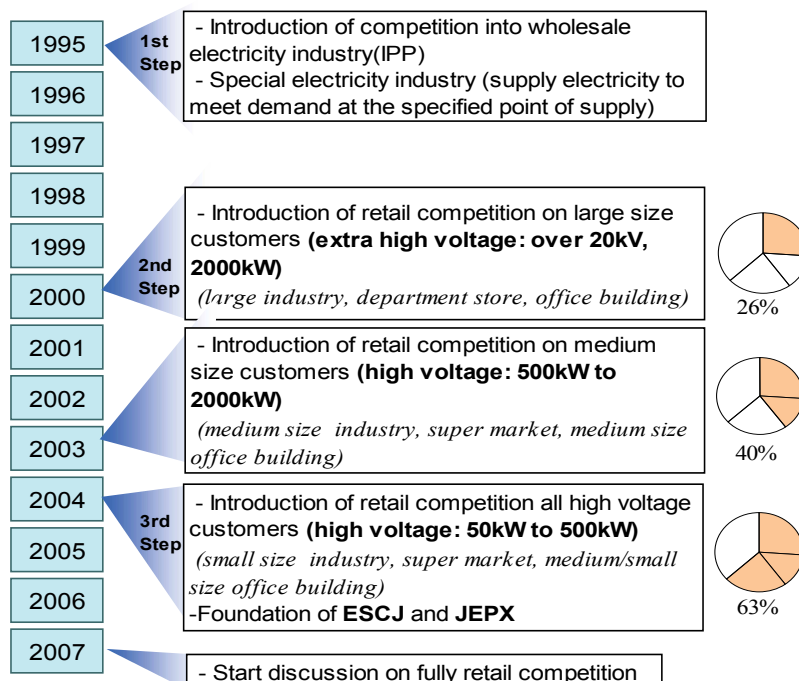 1995
1996
1997
1998
1999
2000
2001
2002
2003
2004
2005
2006
2007
1st
Step
- Introduction of competition into wholesale
electricity industry(IPP)
- Special electricity industry (supply electricity to
meet demand at the specified point of supply)
2nd
Step
- Introduction of retail competition on large size
customers (extra high voltage: over 20kV,
2000kW)
(large industry, department store, office building)
26%
- Introduction of retail competition on medium
size customers (high voltage: 500kW to
2000kW)
(medium size industry, super market, medium size
office building)
40%
3rd
Step
- Introduction of retail competition all high voltage
customers (high voltage: 50kW to 500kW)
(small size industry, super market, medium/small
size office building)
-Foundation of ESCJ and JEPX
63%
- Start discussion on fully retail competition